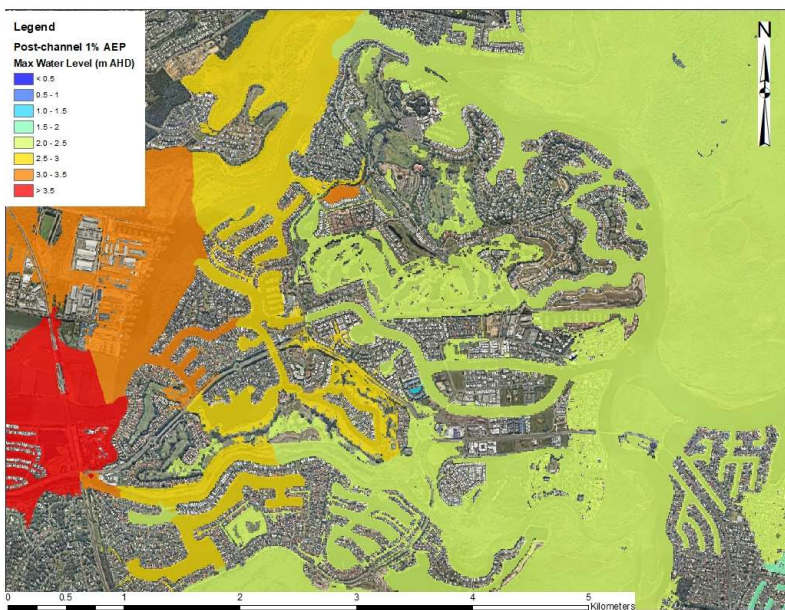 Legend
Post-channel 1% AEP
Max Water Level (m AHD)
< 0.5
0.5 - 1
1.0 - 1.5
1.5 - 2
2.0 - 2.5
2.5 - 3
3.0 - 3.5
> 3.5
N
0 0.5 1 2 3 4 5
Kilometers